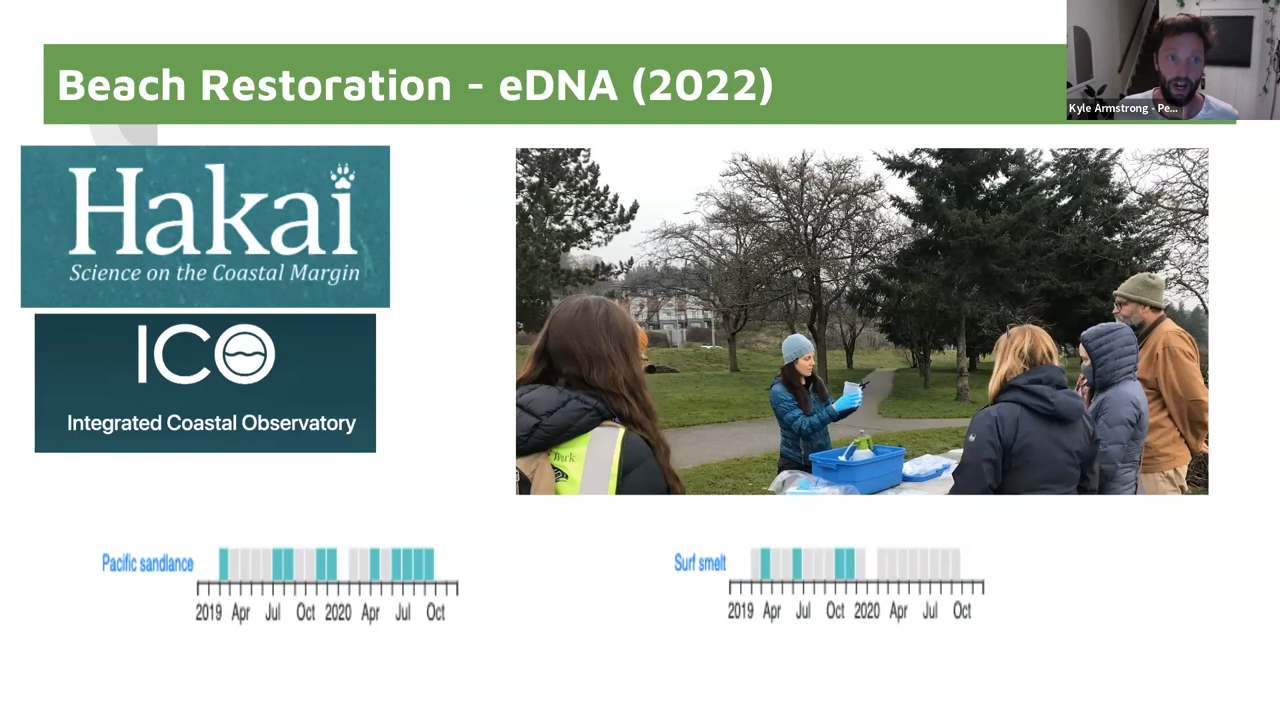 Beach Restoration - eDNA (2022)
Kyle Armstrong - Pe...
Hakai
Science on the Coastal Margin
ICO
Integrated Coastal Observatory
Pacific sandlance
2019 Apr Jul Oct 2020 Apr Jul Oct
Surf smelt
2019 Apr Jul Oct 2020 Apr Jul Oct